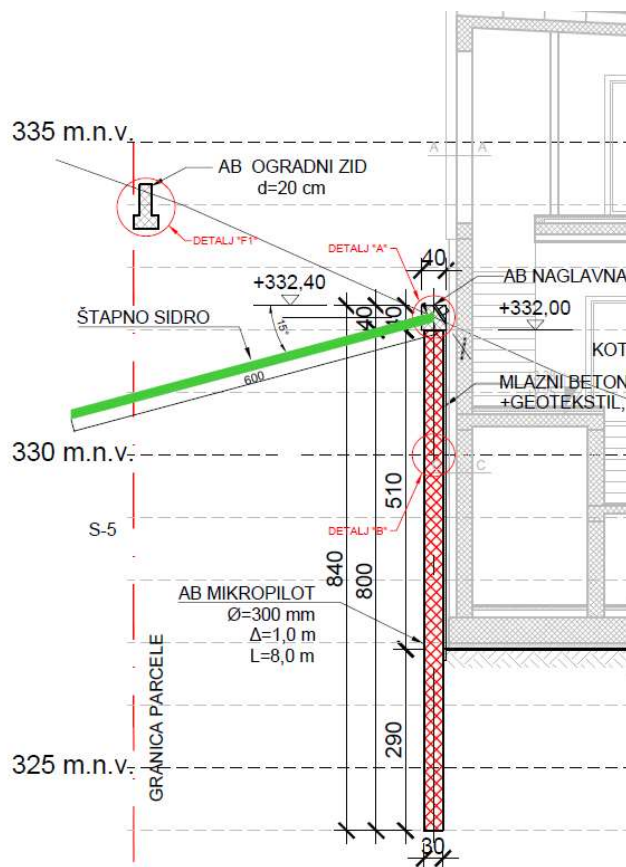 335 m.n.v.
AB OGRADNI ZID
d=20 cm
A
A
DETALJ "F1"
DETALJ "A"
40
+332,40
AB NAGLAVNA
+332,00
ŠTAPNO SIDRO
15°
40
40
600
KOT
MLAZNI BETON
+GEOTEKSTIL,
330 m.n.v.
C
510
DETALJ "B"
S-5
840
800
AB MIKROPILOT
Ø=300 mm
Δ=1,0 m
L=8,0 m
GRANICA PARCELE
290
325 m.n.v.
30